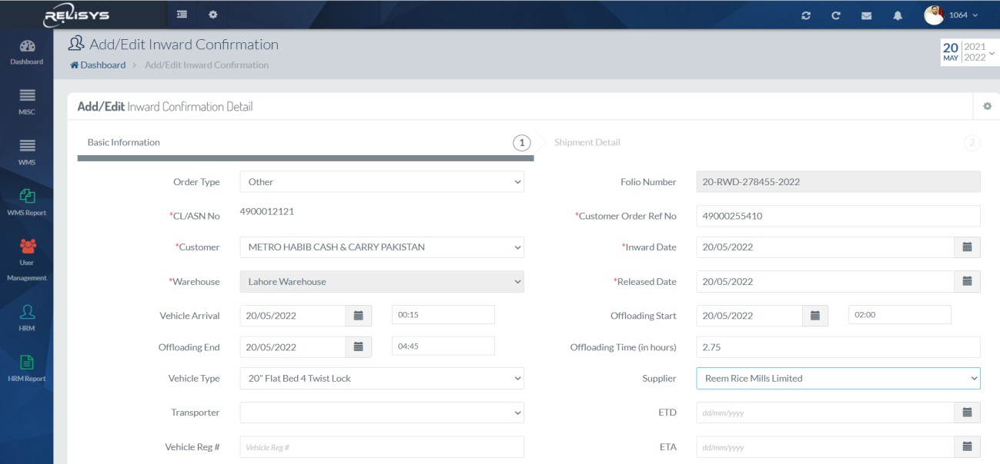 RELISYS
1064
Dashboard
MISC
WMS
WMS Report
User
Management
HRM
HRM Report
Add/Edit Inward Confirmation
Dashboard > Add/Edit Inward Confirmation
20 MAY 2021 2022
Add/Edit Inward Confirmation Detail
Basic Information 1 Shipment Detail 2
Order Type Other Folio Number 20-RWD-278455-2022
*CL/ASN No 4900012121 *Customer Order Ref No 49000255410
*Customer METRO HABIB CASH & CARRY PAKISTAN *Inward Date 20/05/2022
*Warehouse Lahore Warehouse *Released Date 20/05/2022
Vehicle Arrival 20/05/2022 00:15 Offloading Start 20/05/2022 02:00
Offloading End 20/05/2022 04:45 Offloading Time (in hours) 2.75
Vehicle Type 20" Flat Bed 4 Twist Lock Supplier Reem Rice Mills Limited
Transporter ETD dd/mm/yyyy
Vehicle Reg # Vehicle Reg # ETA dd/mm/yyyy